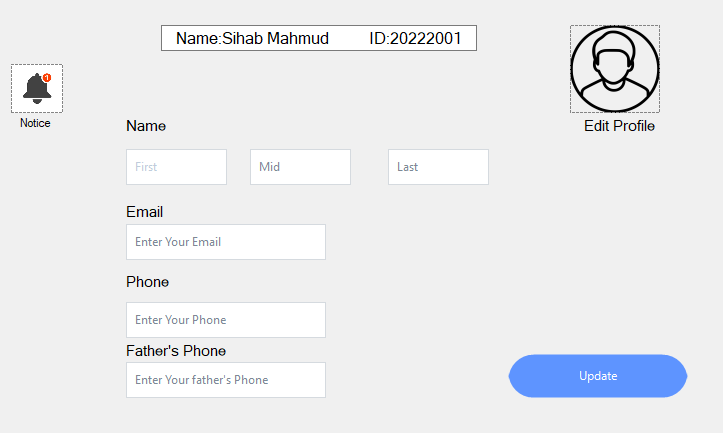 Name:Sihab Mahmud ID:20222001
1
Notice
Edit Profile
Name
First Mid Last
Email
Enter Your Email
Phone
Enter Your Phone
Father's Phone
Enter Your father's Phone
Update